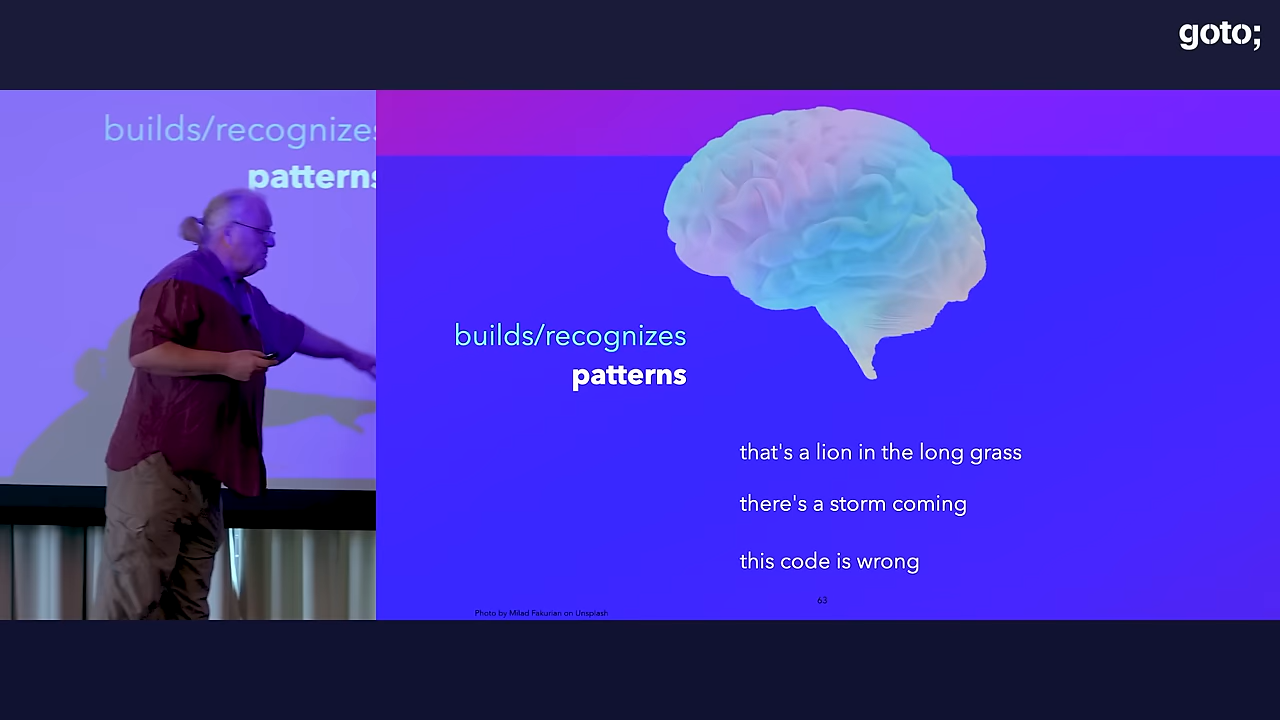 goto;
builds/recognizes
patterns
builds/recognizes
patterns
that's a lion in the long grass
there's a storm coming
this code is wrong
63
Photo by Milad Fakurian on Unsplash